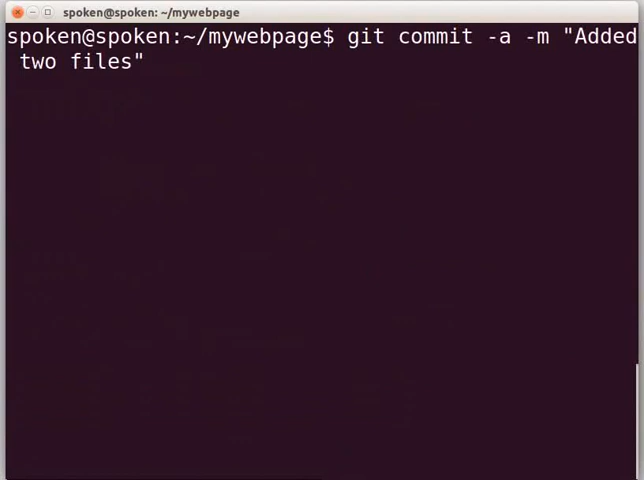 spoken@spoken: ~/mywebpage
spoken@spoken:~/mywebpage$ git commit -a -m "Added
two files"